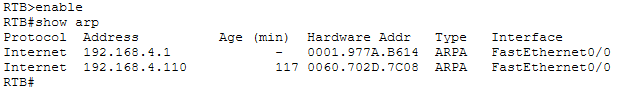 RTB>enable
RTB#show arp
Protocol  Address          Age (min)  Hardware Addr   Type   Interface
Internet  192.168.4.1             -   0001.977A.B614  ARPA   FastEthernet0/0
Internet  192.168.4.110           117 0060.702D.7C08  ARPA   FastEthernet0/0
RTB#